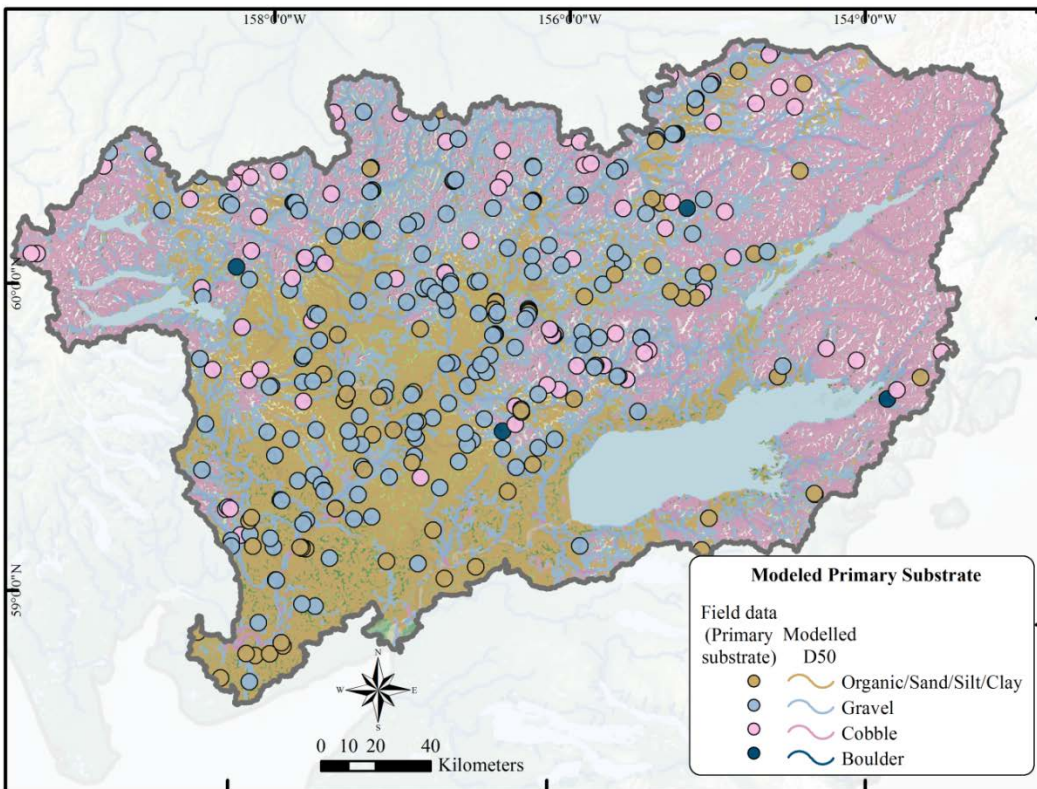 158°0'0"W
156°0'0"W
154°0'0"W
60°0'0"N
59°0'0"N
N
W
E
S
0 10 20 40
Kilometers
Modeled Primary Substrate
Field data
(Primary Modelled
substrate) D50
Organic/Sand/Silt/Clay
Gravel
Cobble
Boulder